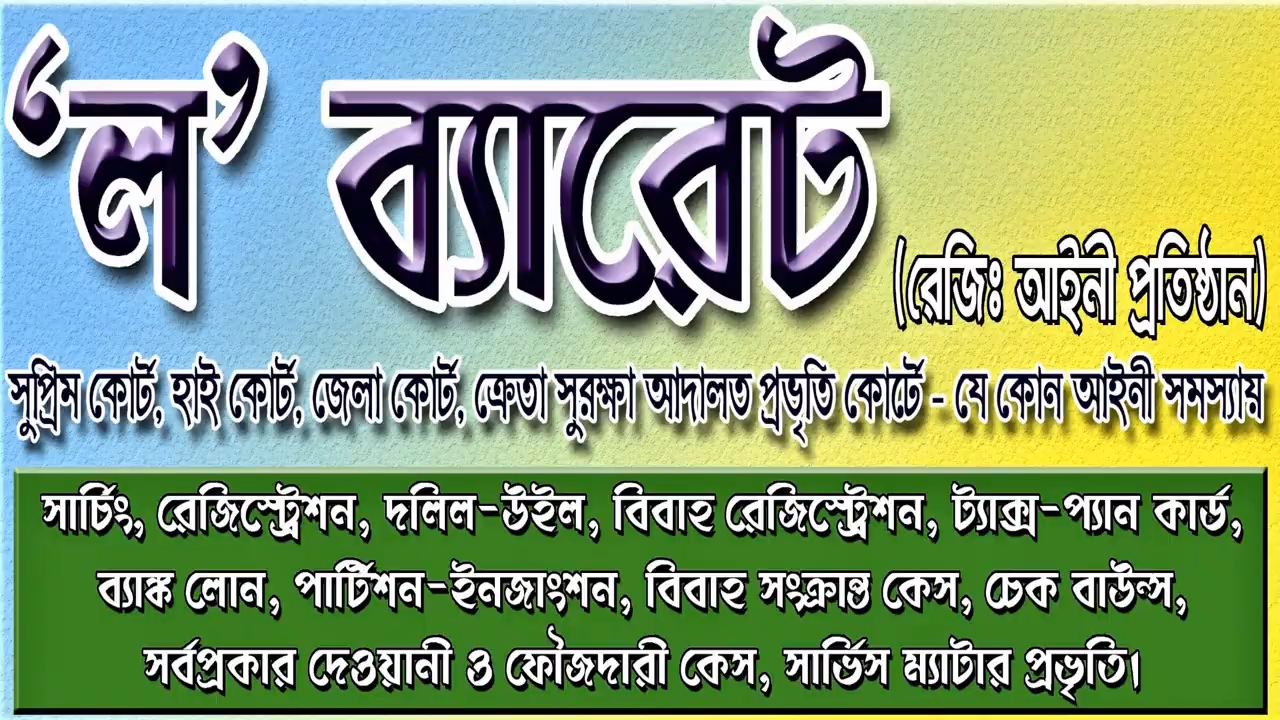 ‘ল’ ব্যারেট
(রেজিঃ আইনী প্রতিষ্ঠান)
সুপ্রিম কোর্ট, হাই কোর্ট, জেলা কোর্ট, ক্রেতা সুরক্ষা আদালত প্রভৃতি কোর্টে - যে কোন আইনী সমস্যায়
সার্চিং, রেজিস্ট্রেশন, দলিল-উইল, বিবাহ রেজিস্ট্রেশন, ট্যাক্স-প্যান কার্ড,
ব্যাঙ্ক লোন, পার্টিশন-ইনজাংশন, বিবাহ সংক্রান্ত কেস, চেক বাউন্স,
সর্বপ্রকার দেওয়ানী ও ফৌজদারী কেস, সার্ভিস ম্যাটার প্রভৃতি।